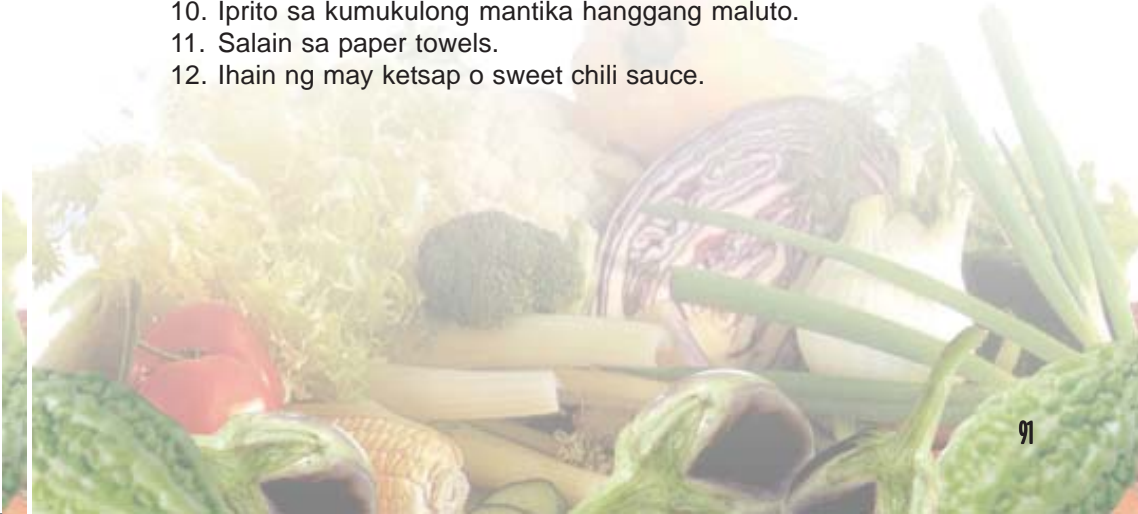 10. Iprito sa kumukulong mantika hanggang maluto.
11. Salain sa paper towels.
12. Ihain ng may ketsap o sweet chili sauce.
91